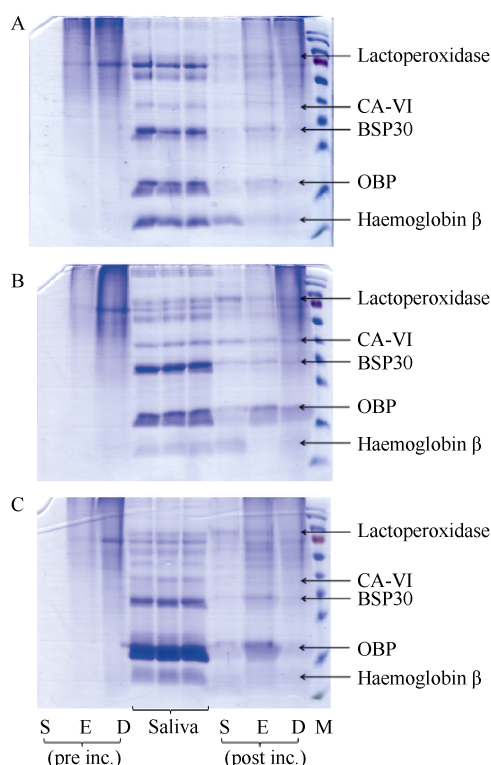 A
Lactoperoxidase
CA-VI
BSP30
OBP
Haemoglobin β
B
Lactoperoxidase
CA-VI
BSP30
OBP
Haemoglobin β
C
Lactoperoxidase
CA-VI
BSP30
OBP
Haemoglobin β
S E D Saliva S E D M
(pre inc.) (post inc.)